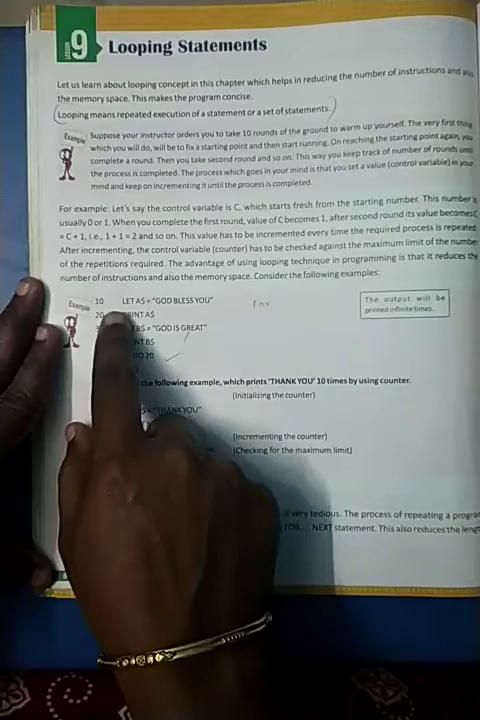 LESSON 9 Looping Statements
Let us learn about looping concept in this chapter which helps in reducing the number of instructions and also
the memory space. This makes the program concise.
Looping means repeated execution of a statement or a set of statements.
Example Suppose your instructor orders you to take 10 rounds of the ground to warm up yourself. The very first thing
which you will do, will be to fix a starting point and then start running. On reaching the starting point again, you
complete a round. Then you take second round and so on. This way you keep track of number of rounds until
the process is completed. The process which goes in your mind is that you set a value (control variable) in your
mind and keep on incrementing it until the process is completed.
For example: Let's say the control variable is C, which starts fresh from the starting number. This number is
usually 0 or 1. When you complete the first round, value of C becomes 1, after second round its value becomes C
= C + 1, i.e., 1 + 1 = 2 and so on. This value has to be incremented every time the required process is repeated
After incrementing, the control variable (counter) has to be checked against the maximum limit of the number
of the repetitions required. The advantage of using looping technique in programming is that it reduces the
number of instructions and also the memory space. Consider the following examples:
Example 10 LET A$ = "GOD BLESS YOU"
20 PRINT A$
The output will be
printed infinite times.
B$ = "GOD IS GREAT"
NT B$
TO 20
the following example, which prints 'THANK YOU' 10 times by using counter.
(Initializing the counter)
"THANK YOU"
(Incrementing the counter)
(Checking for the maximum limit)
is very tedious. The process of repeating a progra
FOR... NEXT statement. This also reduces the leng